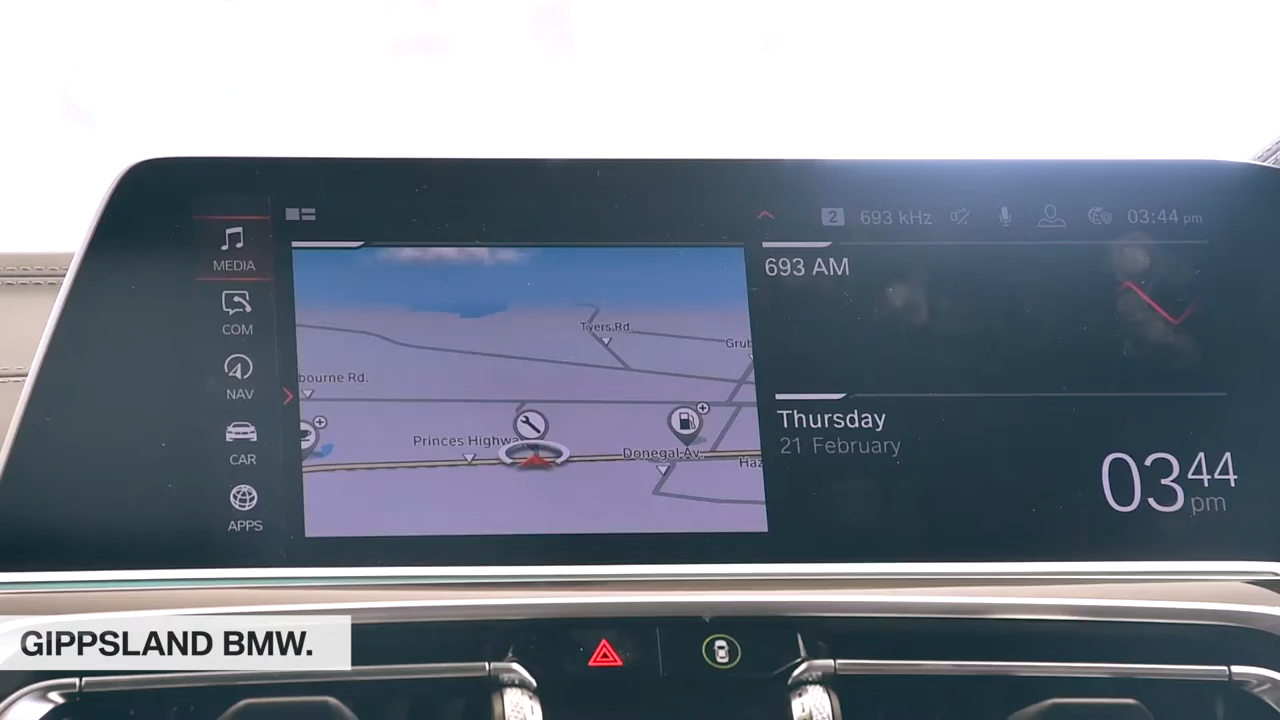 2 693 kHz 03:44 pm
MEDIA
COM
NAV
CAR
APPS
Tyers Rd.
Grub
bourne Rd.
Princes Highwa
Donegal Av.
Haz
693 AM
Thursday
21 February
03 44 pm
GIPPSLAND BMW.